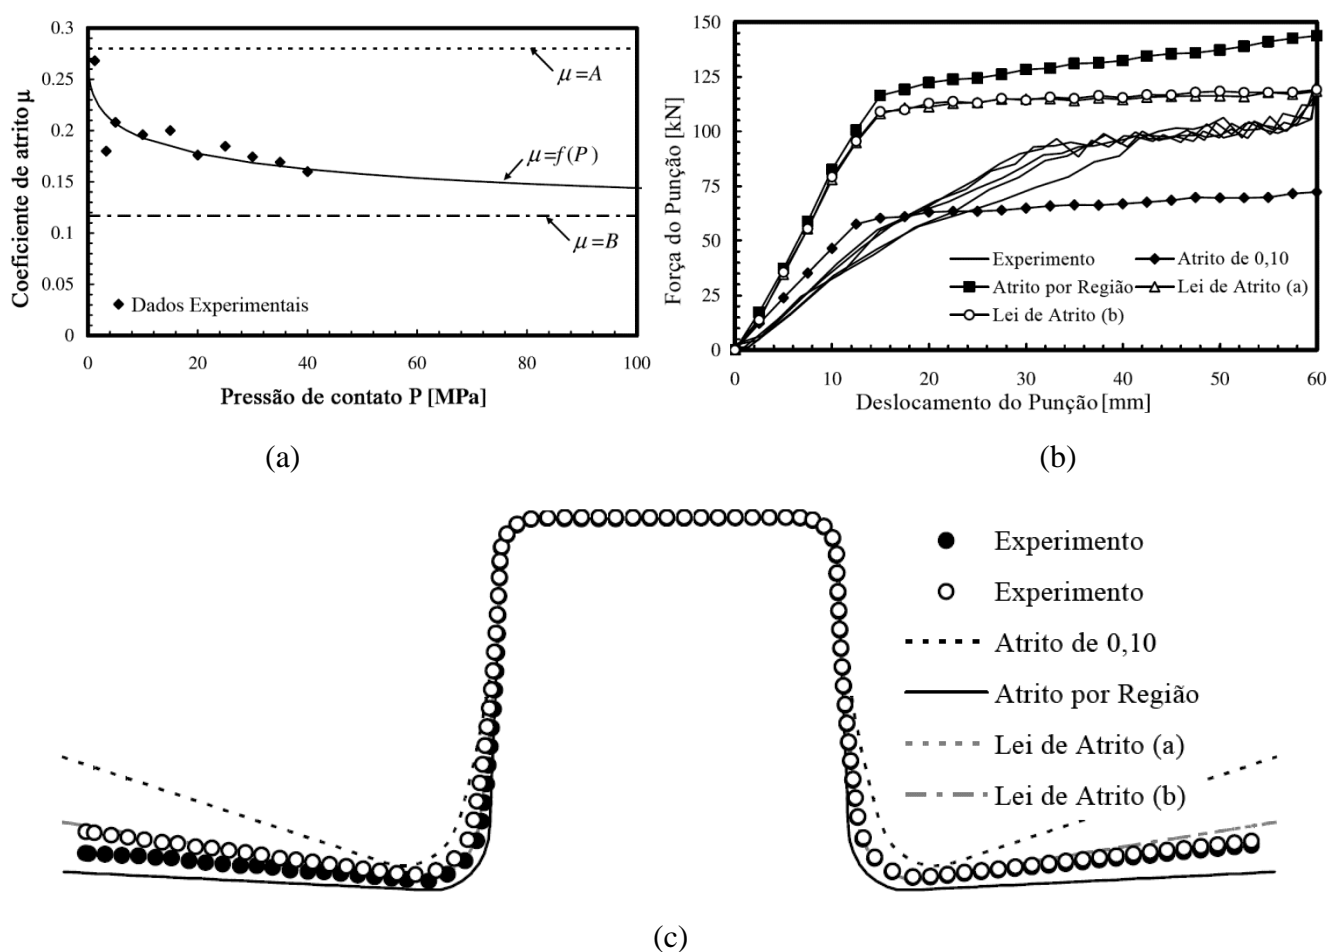 0.3
0.25
0.2
0.15
0.1
0.05
0
Coeficiente de atrito μ
μ=A
μ=f(P)
μ=B
Dados Experimentais
0 20 40 60 80 100
Pressão de contato P [MPa]
(a)
150
125
100
75
50
25
0
Força do Punção [kN]
Experimento
Atrito de 0,10
Atrito por Região
Lei de Atrito (a)
Lei de Atrito (b)
0 10 20 30 40 50 60
Deslocamento do Punção [mm]
(b)
Experimento
Experimento
Atrito de 0,10
Atrito por Região
Lei de Atrito (a)
Lei de Atrito (b)
(c)